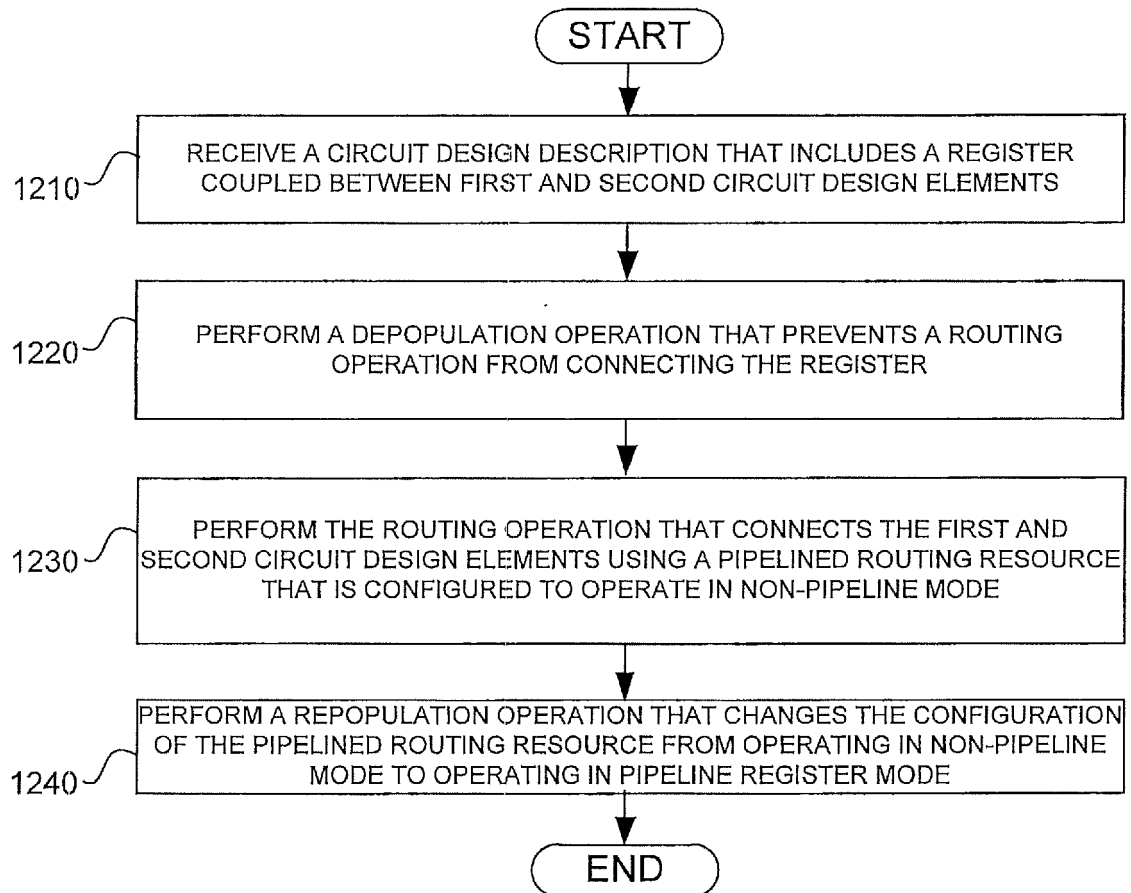 START
1210
RECEIVE A CIRCUIT DESIGN DESCRIPTION THAT INCLUDES A REGISTER
COUPLED BETWEEN FIRST AND SECOND CIRCUIT DESIGN ELEMENTS
1220
PERFORM A DEPOPULATION OPERATION THAT PREVENTS A ROUTING
OPERATION FROM CONNECTING THE REGISTER
1230
PERFORM THE ROUTING OPERATION THAT CONNECTS THE FIRST AND
SECOND CIRCUIT DESIGN ELEMENTS USING A PIPELINED ROUTING RESOURCE
THAT IS CONFIGURED TO OPERATE IN NON-PIPELINE MODE
1240
PERFORM A REPOPULATION OPERATION THAT CHANGES THE CONFIGURATION
OF THE PIPELINED ROUTING RESOURCE FROM OPERATING IN NON-PIPELINE
MODE TO OPERATING IN PIPELINE REGISTER MODE
END